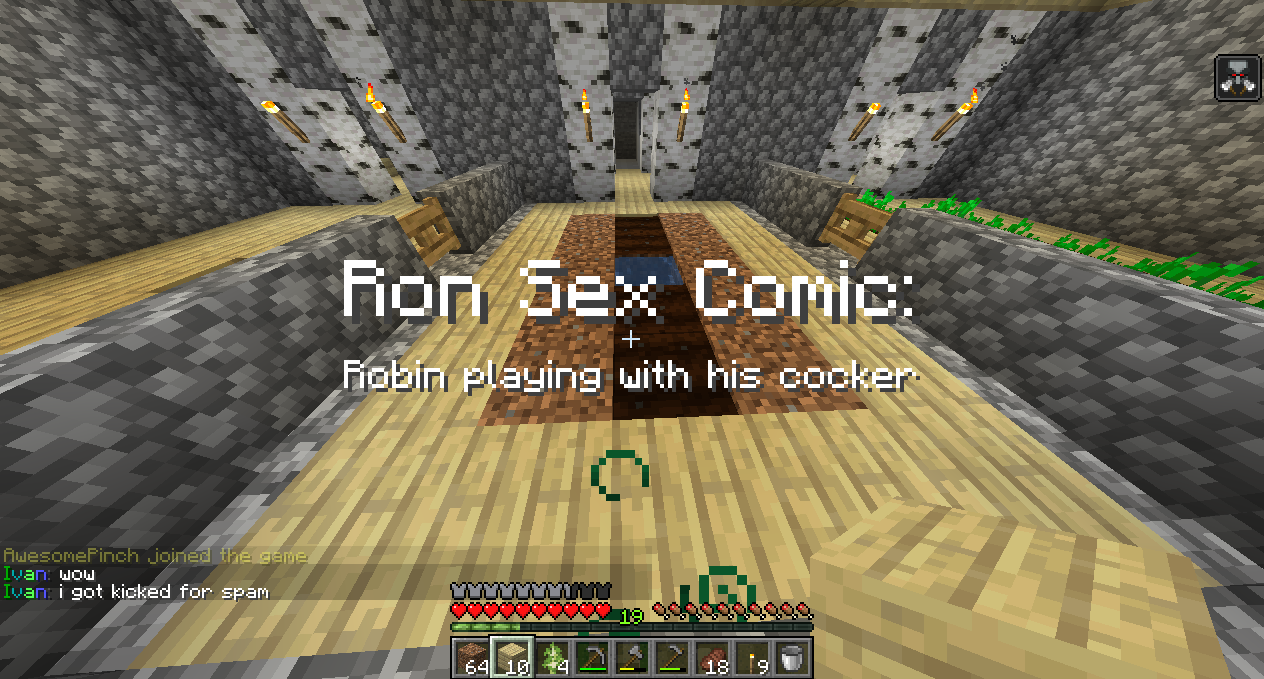 Ron Sex Comic:
Robin playing with his cocker
AwesomePinch joined the game
Ivan: wow
Ivan: i got kicked for spam
19
64 10 4 18 9